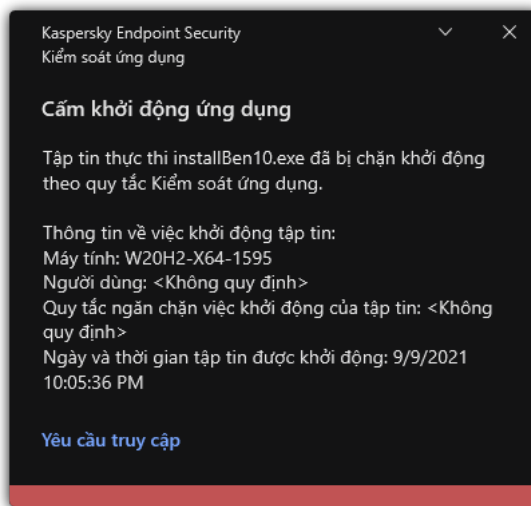 Kaspersky Endpoint Security
Kiểm soát ứng dụng
Cấm khởi động ứng dụng
Tập tin thực thi installBen10.exe đã bị chặn khởi động
theo quy tắc Kiểm soát ứng dụng.
Thông tin về việc khởi động tập tin:
Máy tính: W20H2-X64-1595
Người dùng: <Không quy định>
Quy tắc ngăn chặn việc khởi động của tập tin: <Không
quy định>
Ngày và thời gian tập tin được khởi động: 9/9/2021
10:05:36 PM
Yêu cầu truy cập